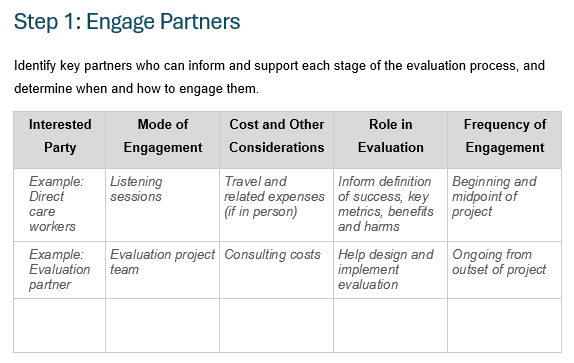 Step 1: Engage Partners
Identify key partners who can inform and support each stage of the evaluation process, and
determine when and how to engage them.
Interested
Party
Mode of
Engagement
Cost and Other
Considerations
Role in
Evaluation
Frequency of
Engagement
Example:
Direct
care
workers
Listening
sessions
Travel and
related expenses
(if in person)
Inform definition
of success, key
metrics, benefits
and harms
Beginning and
midpoint of
project
Example:
Evaluation
partner
Evaluation project
team
Consulting costs
Help design and
implement
evaluation
Ongoing from
outset of project